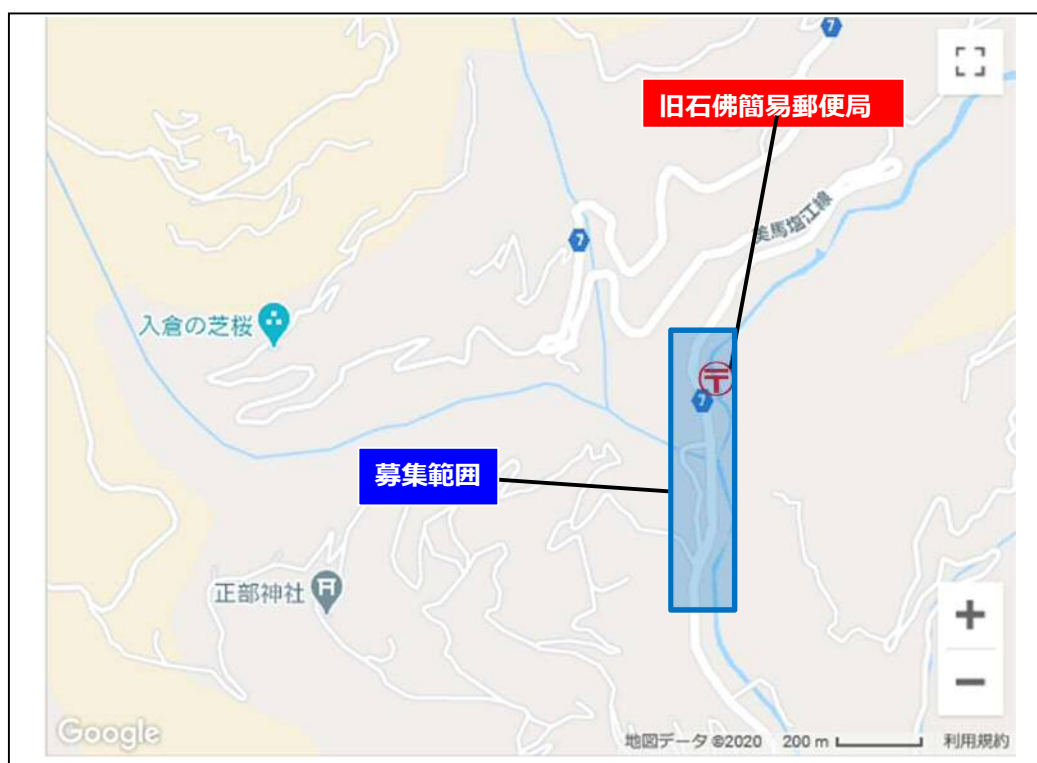 7
旧石佛簡易郵便局
美馬塩江線
7
入倉の芝桜
〒
7
募集範囲
正部神社
+
−
Google
地図データ ©2020 200 m 利用規約